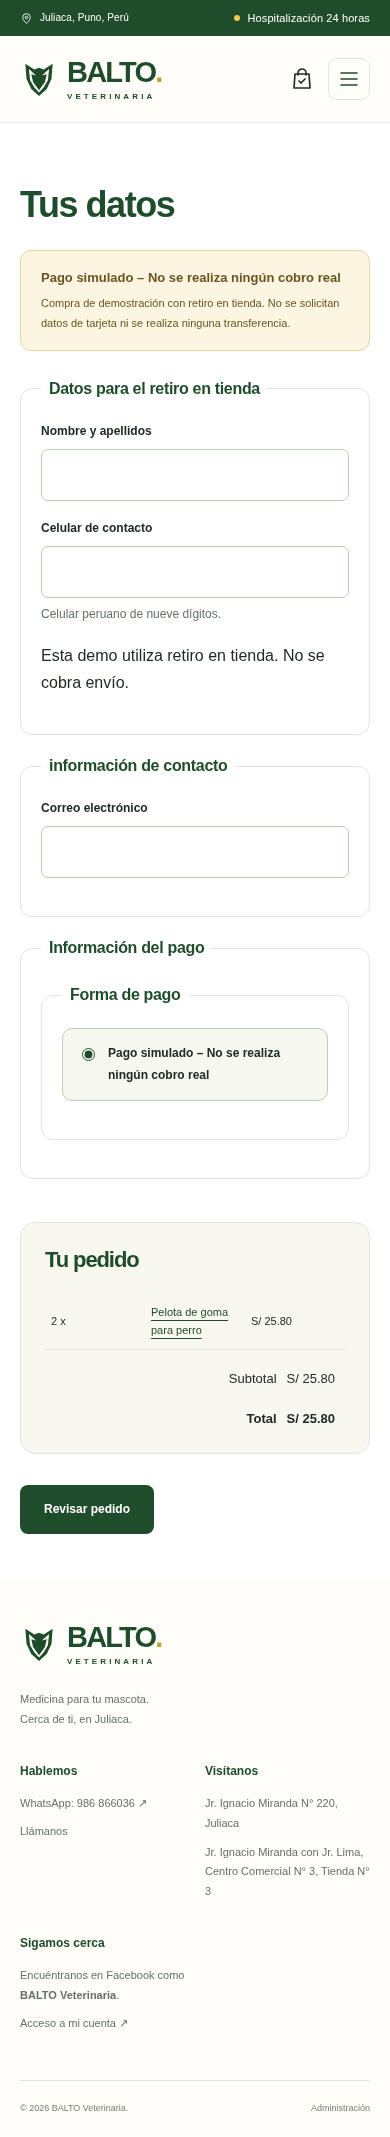 Juliaca, Puno, Perú
Hospitalización 24 horas
BALTO.
VETERINARIA
Tus datos
Pago simulado – No se realiza ningún cobro real
Compra de demostración con retiro en tienda. No se solicitan
datos de tarjeta ni se realiza ninguna transferencia.
Datos para el retiro en tienda
Nombre y apellidos
Celular de contacto
Celular peruano de nueve dígitos.
Esta demo utiliza retiro en tienda. No se
cobra envío.
información de contacto
Correo electrónico
Información del pago
Forma de pago
Pago simulado – No se realiza
ningún cobro real
Tu pedido
2 x
Pelota de goma
para perro
S/ 25.80
Subtotal S/ 25.80
Total S/ 25.80
Revisar pedido
BALTO.
VETERINARIA
Medicina para tu mascota.
Cerca de ti, en Juliaca.
Hablemos
WhatsApp: 986 866036 ↗
Llámanos
Visítanos
Jr. Ignacio Miranda N° 220,
Juliaca
Jr. Ignacio Miranda con Jr. Lima,
Centro Comercial N° 3, Tienda N°
3
Sigamos cerca
Encuéntranos en Facebook como
BALTO Veterinaria.
Acceso a mi cuenta ↗
© 2026 BALTO Veterinaria.
Administración